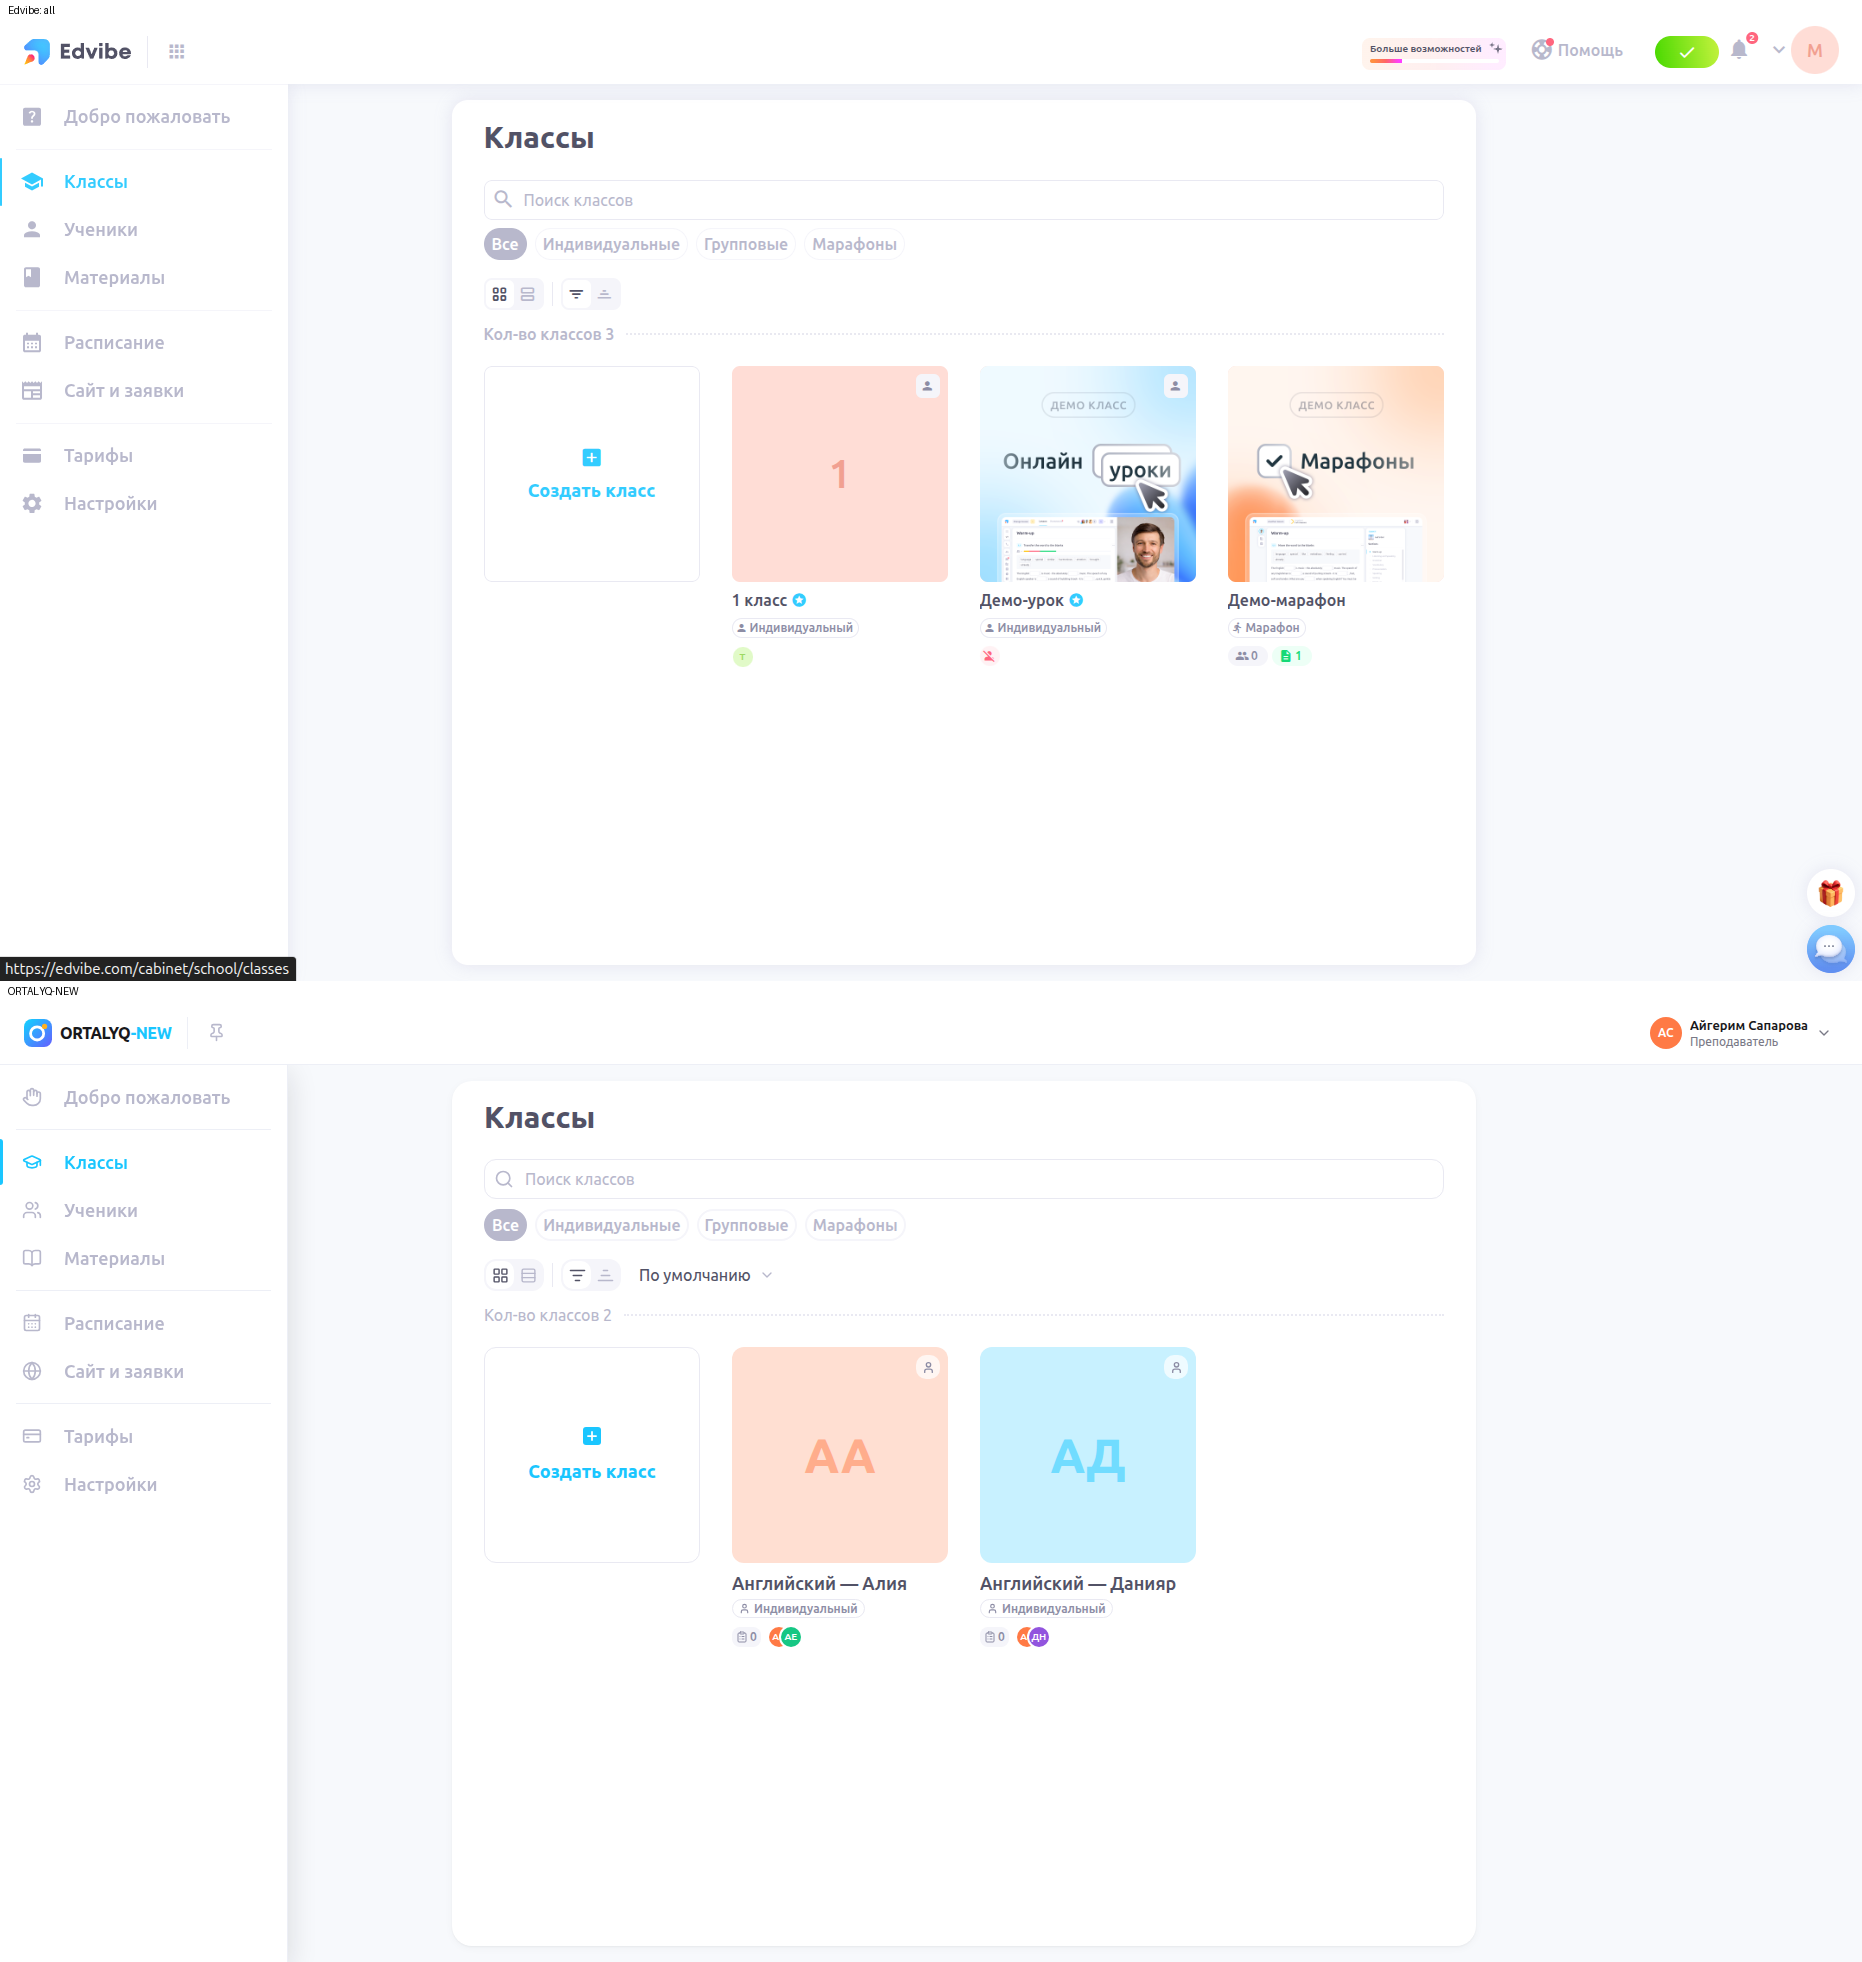 Edvibe: all
Edvibe
Больше возможностей
Помощь
2
М
Добро пожаловать
Классы
Ученики
Материалы
Расписание
Сайт и заявки
Тарифы
Настройки
Классы
Поиск классов
Все Индивидуальные Групповые Марафоны
Кол-во классов 3
Создать класс
1
1 класс
Индивидуальный
T
ДЕМО КЛАСС
Онлайн уроки
Демо-урок
Индивидуальный
ДЕМО КЛАСС
Марафоны
Демо-марафон
Марафон
0 1
https://edvibe.com/cabinet/school/classes
ORTALYQ-NEW
ORTALYQ-NEW
АС
Айгерим Сапарова
Преподаватель
Добро пожаловать
Классы
Ученики
Материалы
Расписание
Сайт и заявки
Тарифы
Настройки
Классы
Поиск классов
Все Индивидуальные Групповые Марафоны
По умолчанию
Кол-во классов 2
Создать класс
АА
Английский — Алия
Индивидуальный
0 АЕ
АД
Английский — Данияр
Индивидуальный
0 ДН